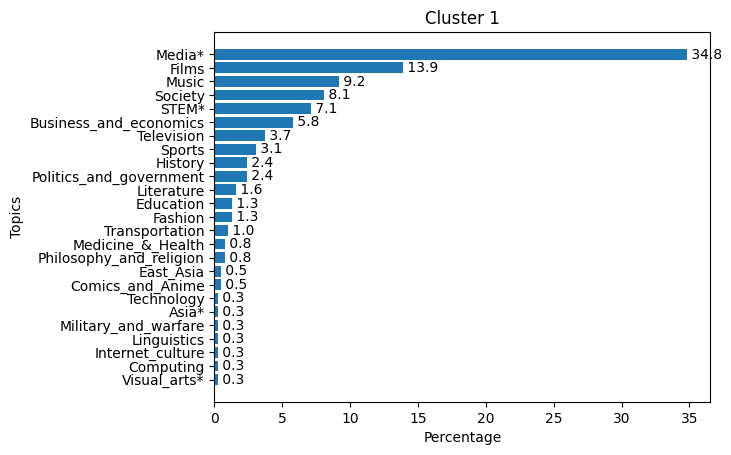 Cluster 1
Media* 34.8
Films 13.9
Music 9.2
Society 8.1
STEM* 7.1
Business_and_economics 5.8
Television 3.7
Sports 3.1
History 2.4
Politics_and_government 2.4
Literature 1.6
Education 1.3
Fashion 1.3
Transportation 1.0
Medicine_&_Health 0.8
Philosophy_and_religion 0.8
East_Asia 0.5
Comics_and_Anime 0.5
Technology 0.3
Asia* 0.3
Military_and_warfare 0.3
Linguistics 0.3
Internet_culture 0.3
Computing 0.3
Visual_arts* 0.3
Topics
0 5 10 15 20 25 30 35
Percentage